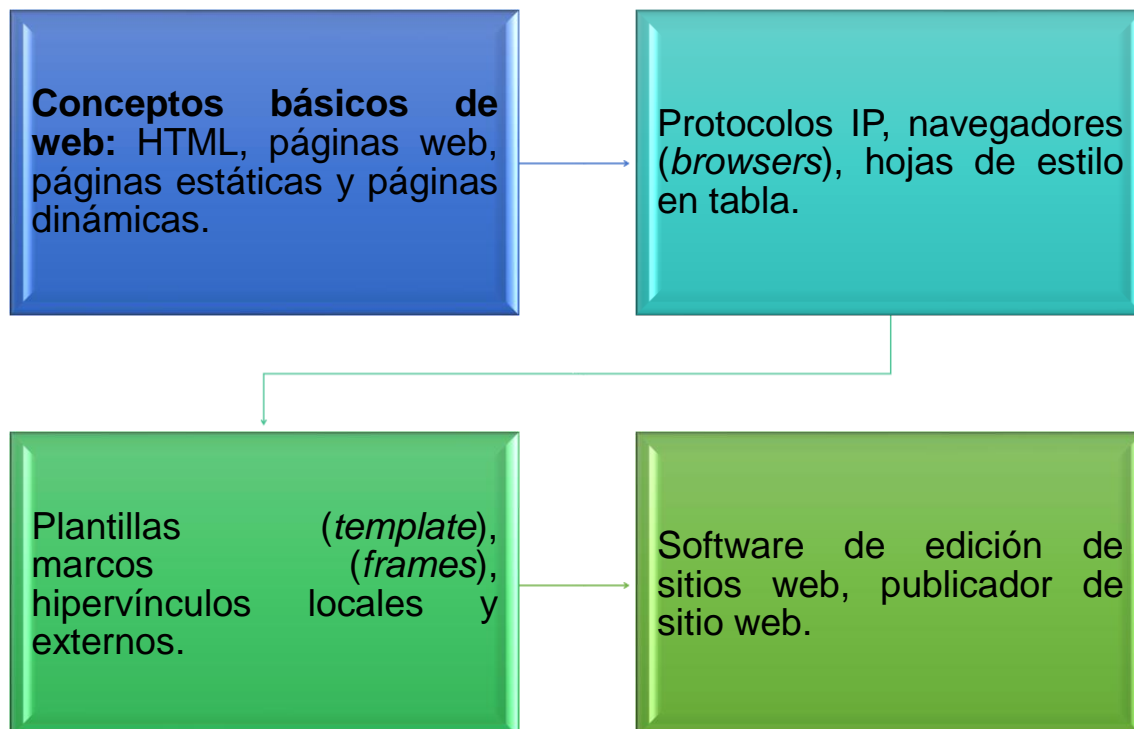 Conceptos básicos de
web: HTML, páginas web,
páginas estáticas y páginas
dinámicas.
Protocolos IP, navegadores
(browsers), hojas de estilo
en tabla.
Plantillas (template),
marcos (frames),
hipervínculos locales y
externos.
Software de edición de
sitios web, publicador de
sitio web.